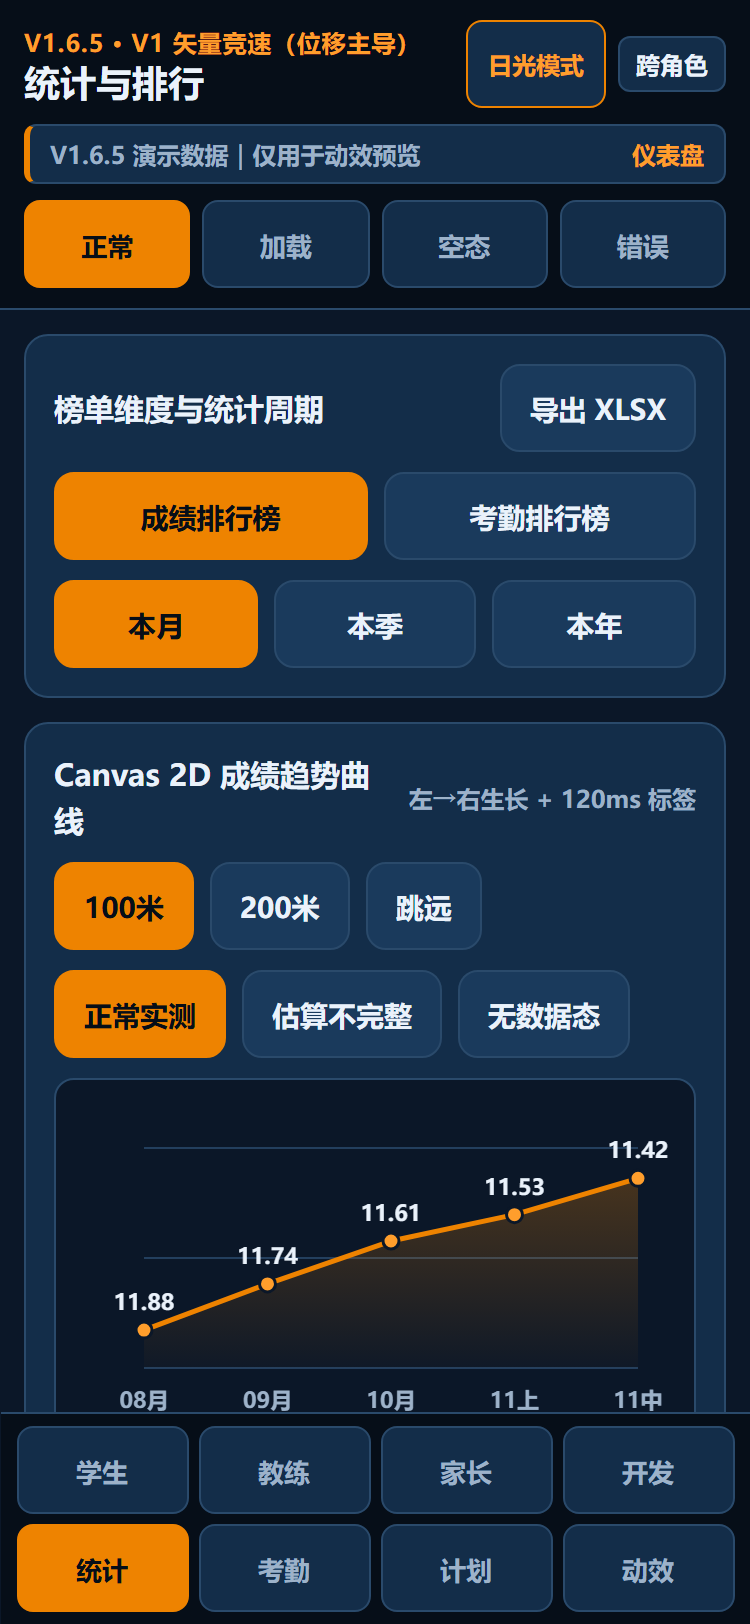 V1.6.5 · V1 矢量竞速（位移主导）
统计与排行
日光模式
跨角色
V1.6.5 演示数据｜仅用于动效预览
仪表盘
正常
加载
空态
错误
榜单维度与统计周期
导出 XLSX
成绩排行榜
考勤排行榜
本月
本季
本年
Canvas 2D 成绩趋势曲
线
左→右生长 + 120ms 标签
100米
200米
跳远
正常实测
估算不完整
无数据态
11.88
11.74
11.61
11.53
11.42
08月
09月
10月
11上
11中
学生
教练
家长
开发
统计
考勤
计划
动效